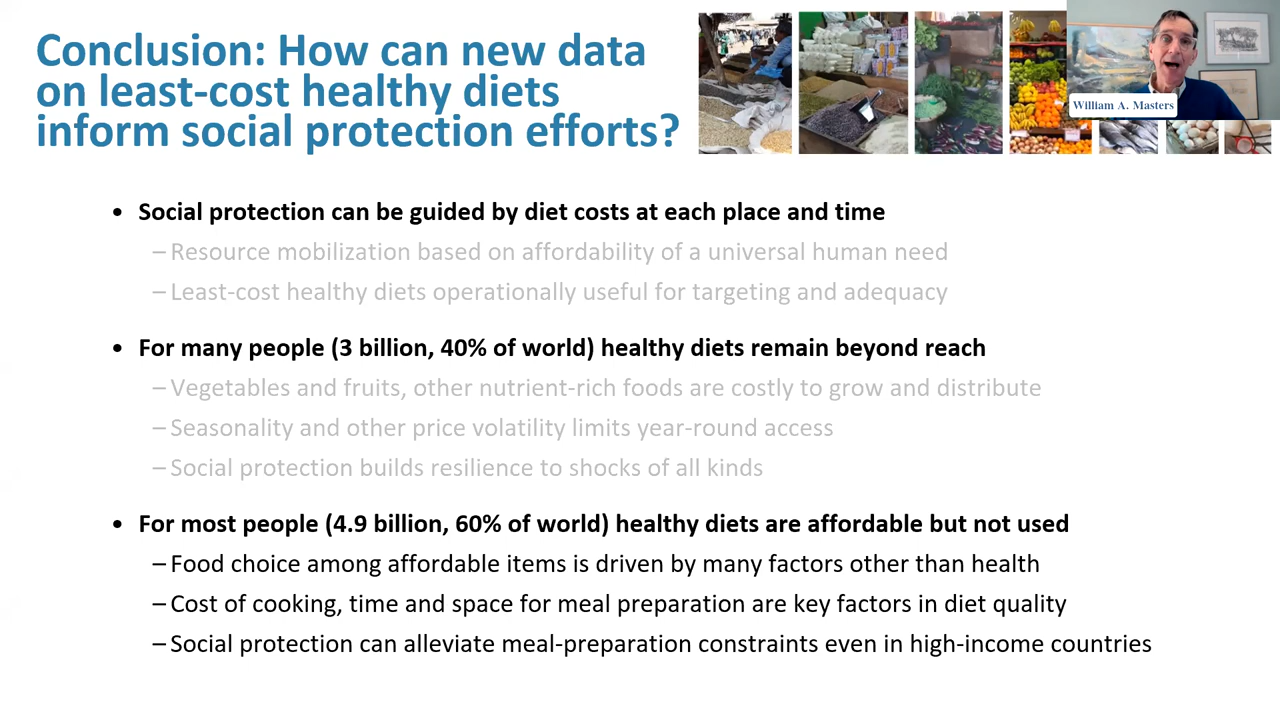 Conclusion: How can new data
on least-cost healthy diets
inform social protection efforts?
William A. Masters
• Social protection can be guided by diet costs at each place and time
– Resource mobilization based on affordability of a universal human need
– Least-cost healthy diets operationally useful for targeting and adequacy
• For many people (3 billion, 40% of world) healthy diets remain beyond reach
– Vegetables and fruits, other nutrient-rich foods are costly to grow and distribute
– Seasonality and other price volatility limits year-round access
– Social protection builds resilience to shocks of all kinds
• For most people (4.9 billion, 60% of world) healthy diets are affordable but not used
– Food choice among affordable items is driven by many factors other than health
– Cost of cooking, time and space for meal preparation are key factors in diet quality
– Social protection can alleviate meal-preparation constraints even in high-income countries